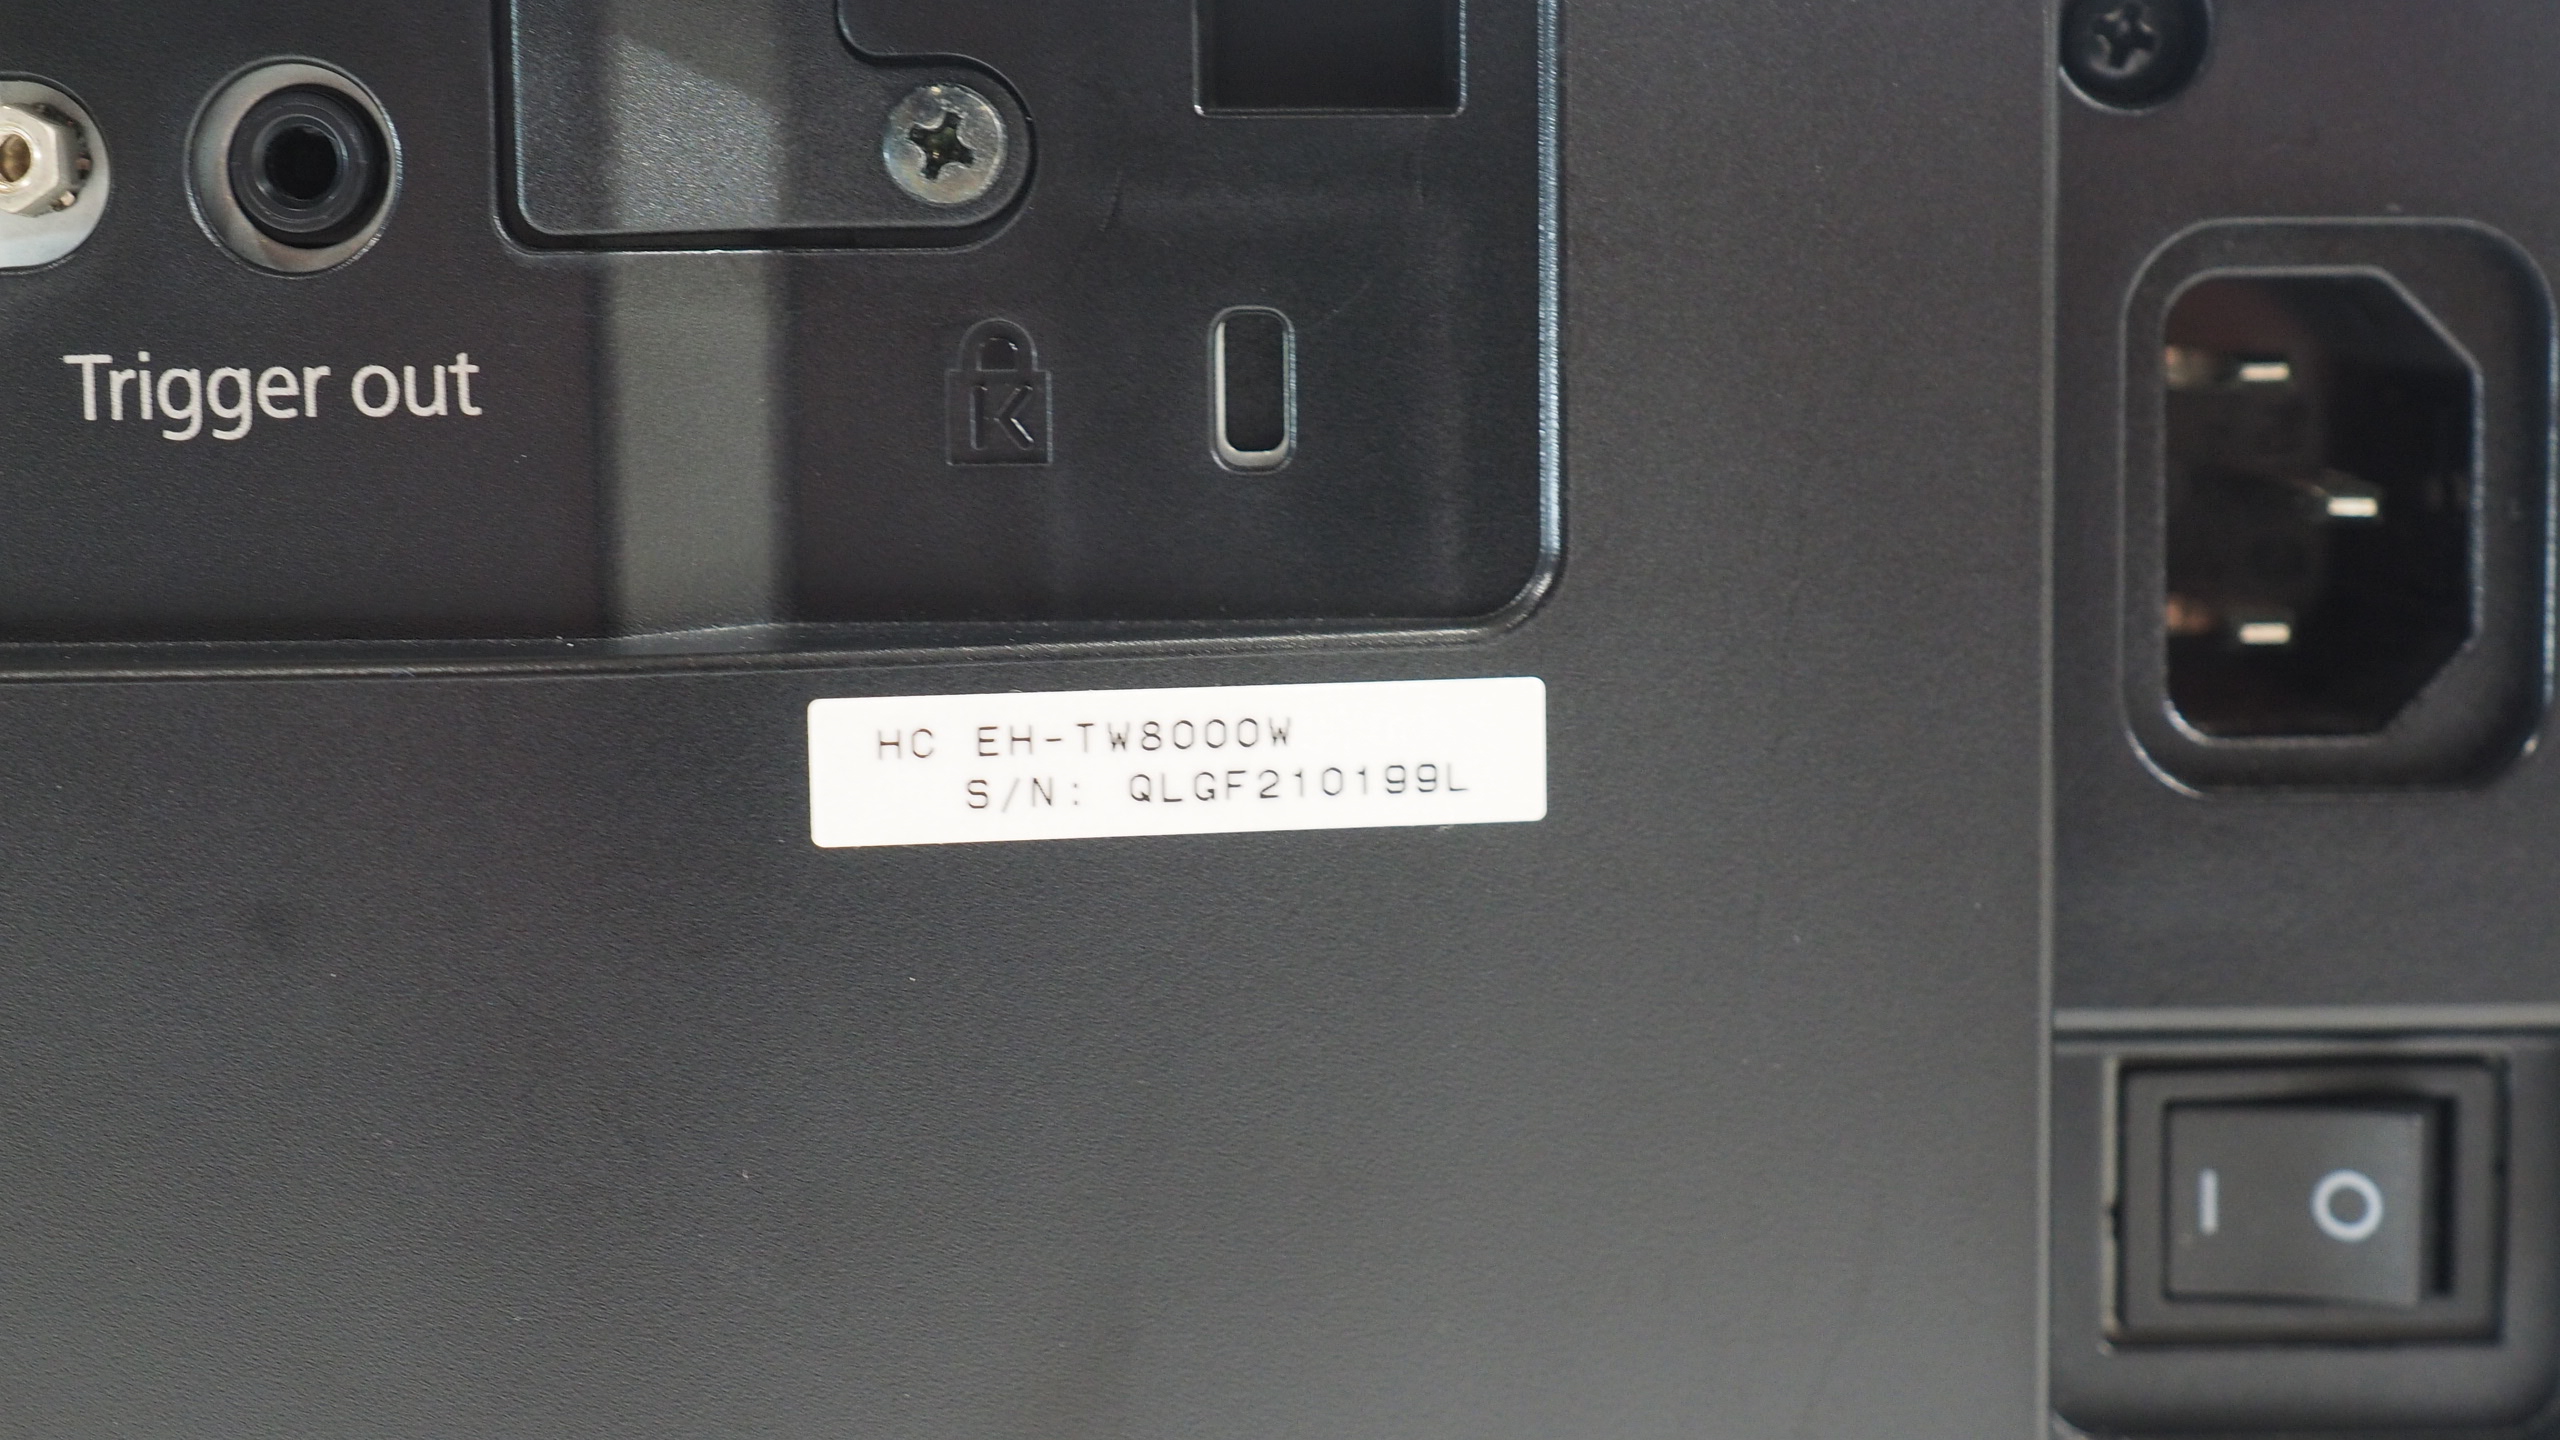 Trigger out
K
HC EH-TW8000W
S/N: QLGF210199L
I O